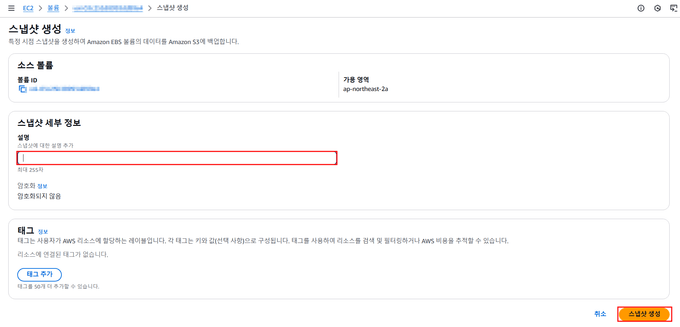 EC2 > 볼륨 >
스냅샷 생성 정보
특정 시점 스냅샷을 생성하여 Amazon EBS 볼륨의 데이터를 Amazon S3에 백업합니다.
소스 볼륨
볼륨 ID
가용 영역
ap-northeast-2a
스냅샷 세부 정보
설명
스냅샷에 대한 설명 추가
최대 255자
암호화 정보
암호화되지 않음
태그 정보
태그는 사용자가 AWS 리소스에 할당하는 레이블입니다. 각 태그는 키와 값(선택 사항)으로 구성됩니다. 태그를 사용하여 리소스를 검색 및 필터링하거나 AWS 비용을 추적할 수 있습니다.
리소스에 연결된 태그가 없습니다.
태그 추가
태그를 50개 더 추가할 수 있습니다.
취소
스냅샷 생성